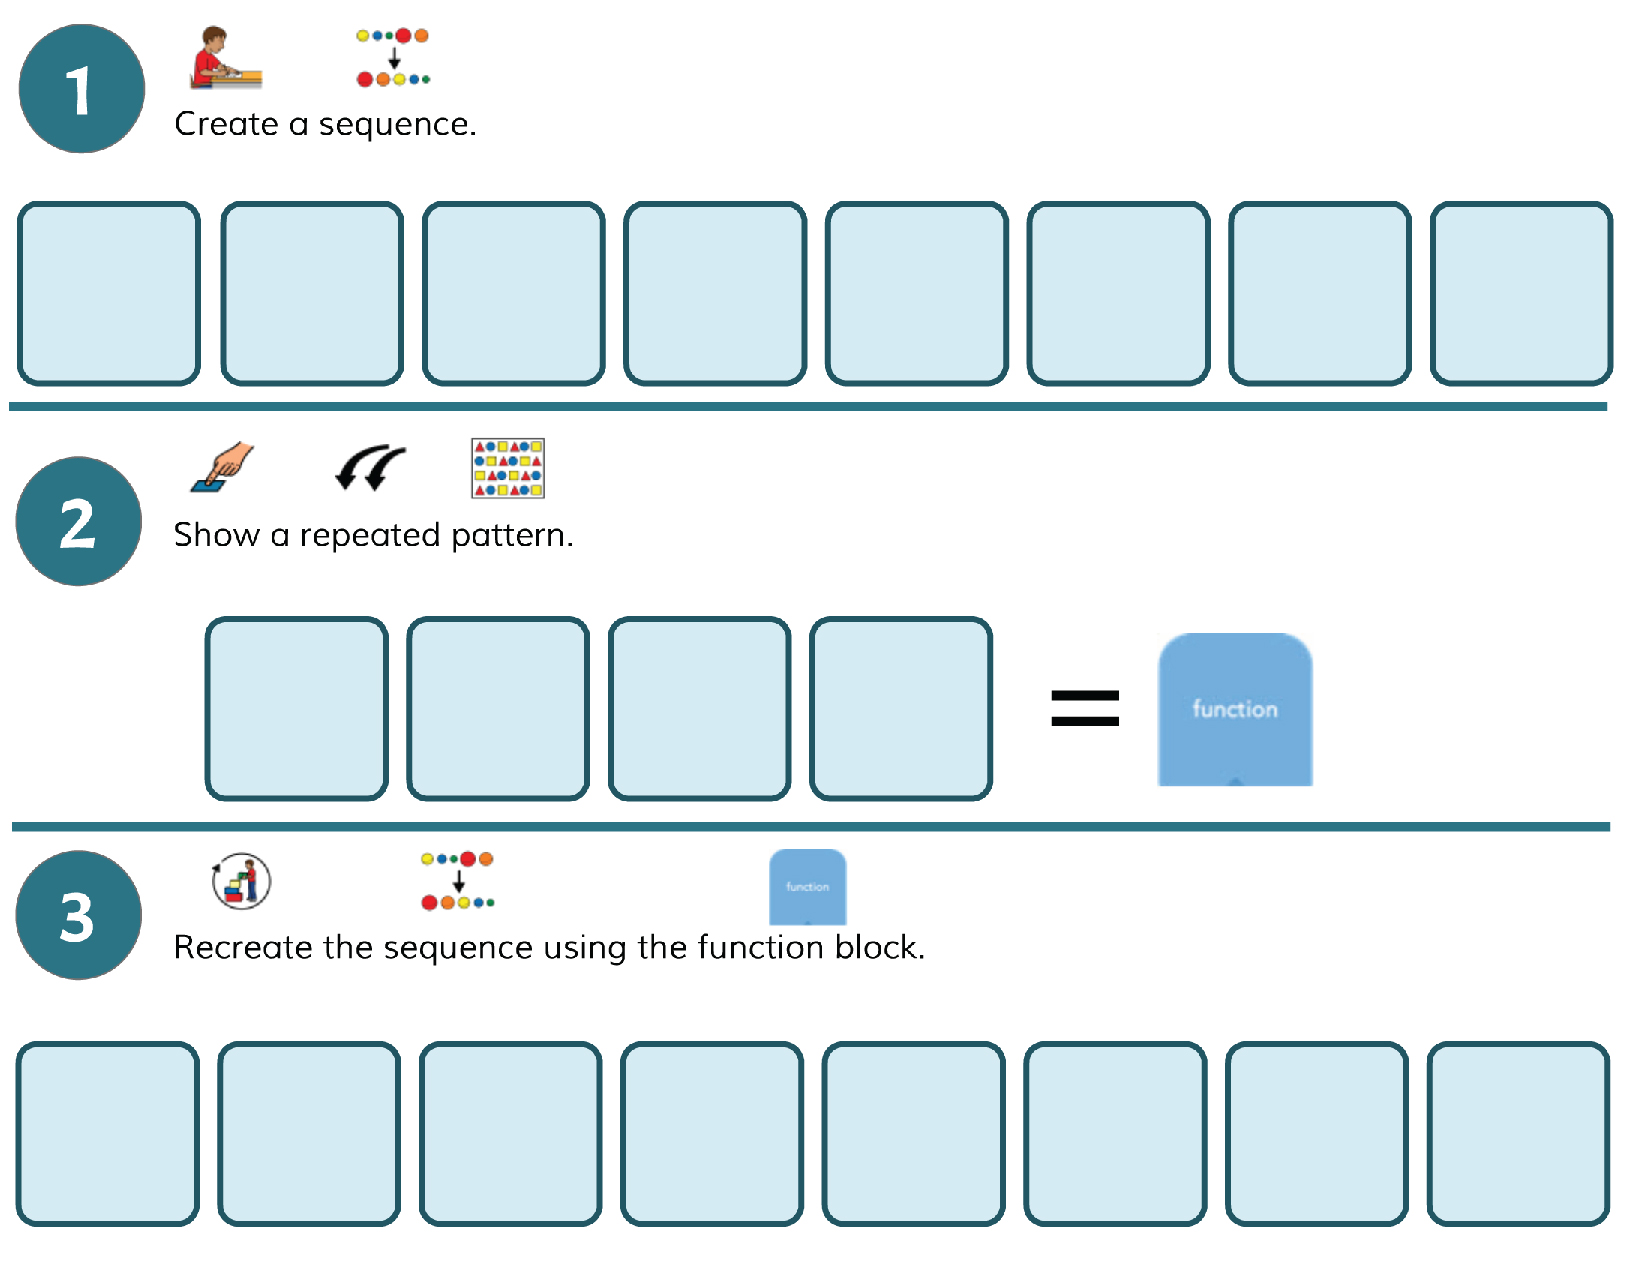 1
Create a sequence.
2
Show a repeated pattern.
=
function
3
function
Recreate the sequence using the function block.